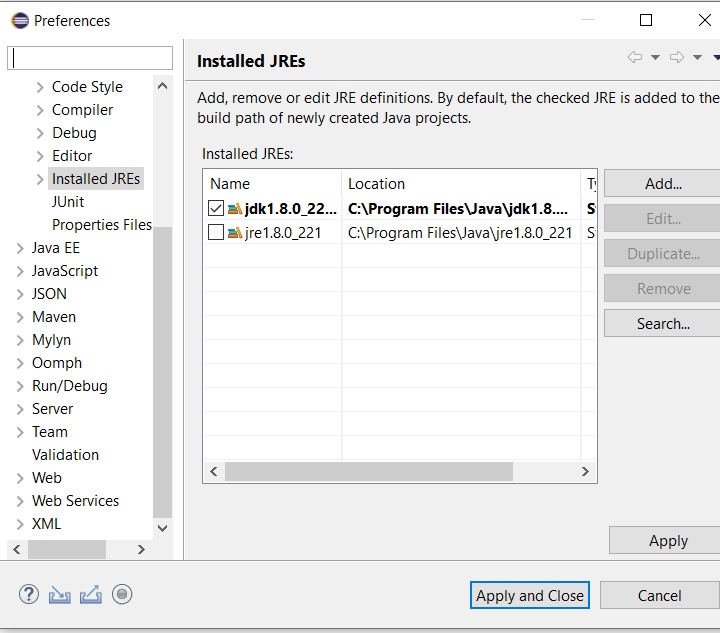 Preferences
Installed JREs
Add, remove or edit JRE definitions. By default, the checked JRE is added to the
build path of newly created Java projects.
Installed JREs:
Code Style
Compiler
Debug
Editor
Installed JREs
JUnit
Properties Files
Java EE
JavaScript
JSON
Maven
Mylyn
Oomph
Run/Debug
Server
Team
Validation
Web
Web Services
XML
Name Location
jdk1.8.0_22... C:\Program Files\Java\jdk1.8....
jre1.8.0_221 C:\Program Files\Java\jre1.8.0_221
Add...
Edit...
Duplicate...
Remove
Search...
Apply
? Apply and Close Cancel